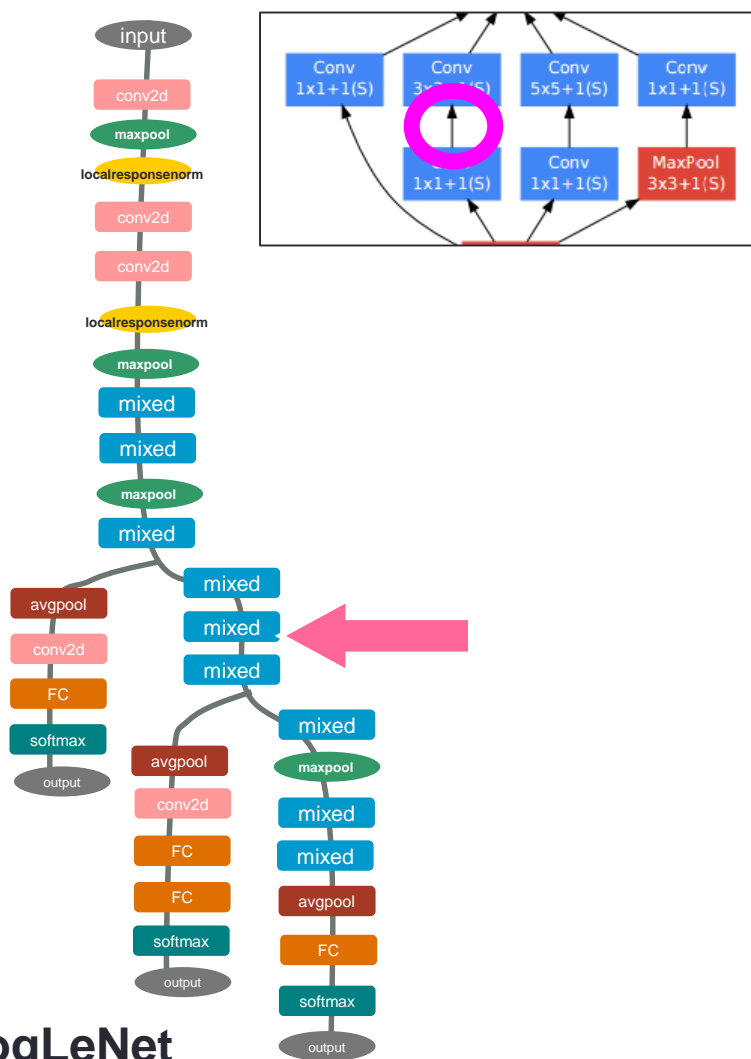 input
conv2d
maxpool
localresponsenorm
conv2d
conv2d
localresponsenorm
maxpool
mixed
mixed
maxpool
mixed
avgpool
conv2d
FC
softmax
output
mixed
mixed
mixed
avgpool
conv2d
FC
FC
softmax
output
mixed
maxpool
mixed
mixed
avgpool
FC
softmax
output
Conv
1x1+1(S)
Conv
Conv
5x5+1(S)
Conv
1x1+1(S)
1x1+1(S)
Conv
1x1+1(S)
MaxPool
3x3+1(S)